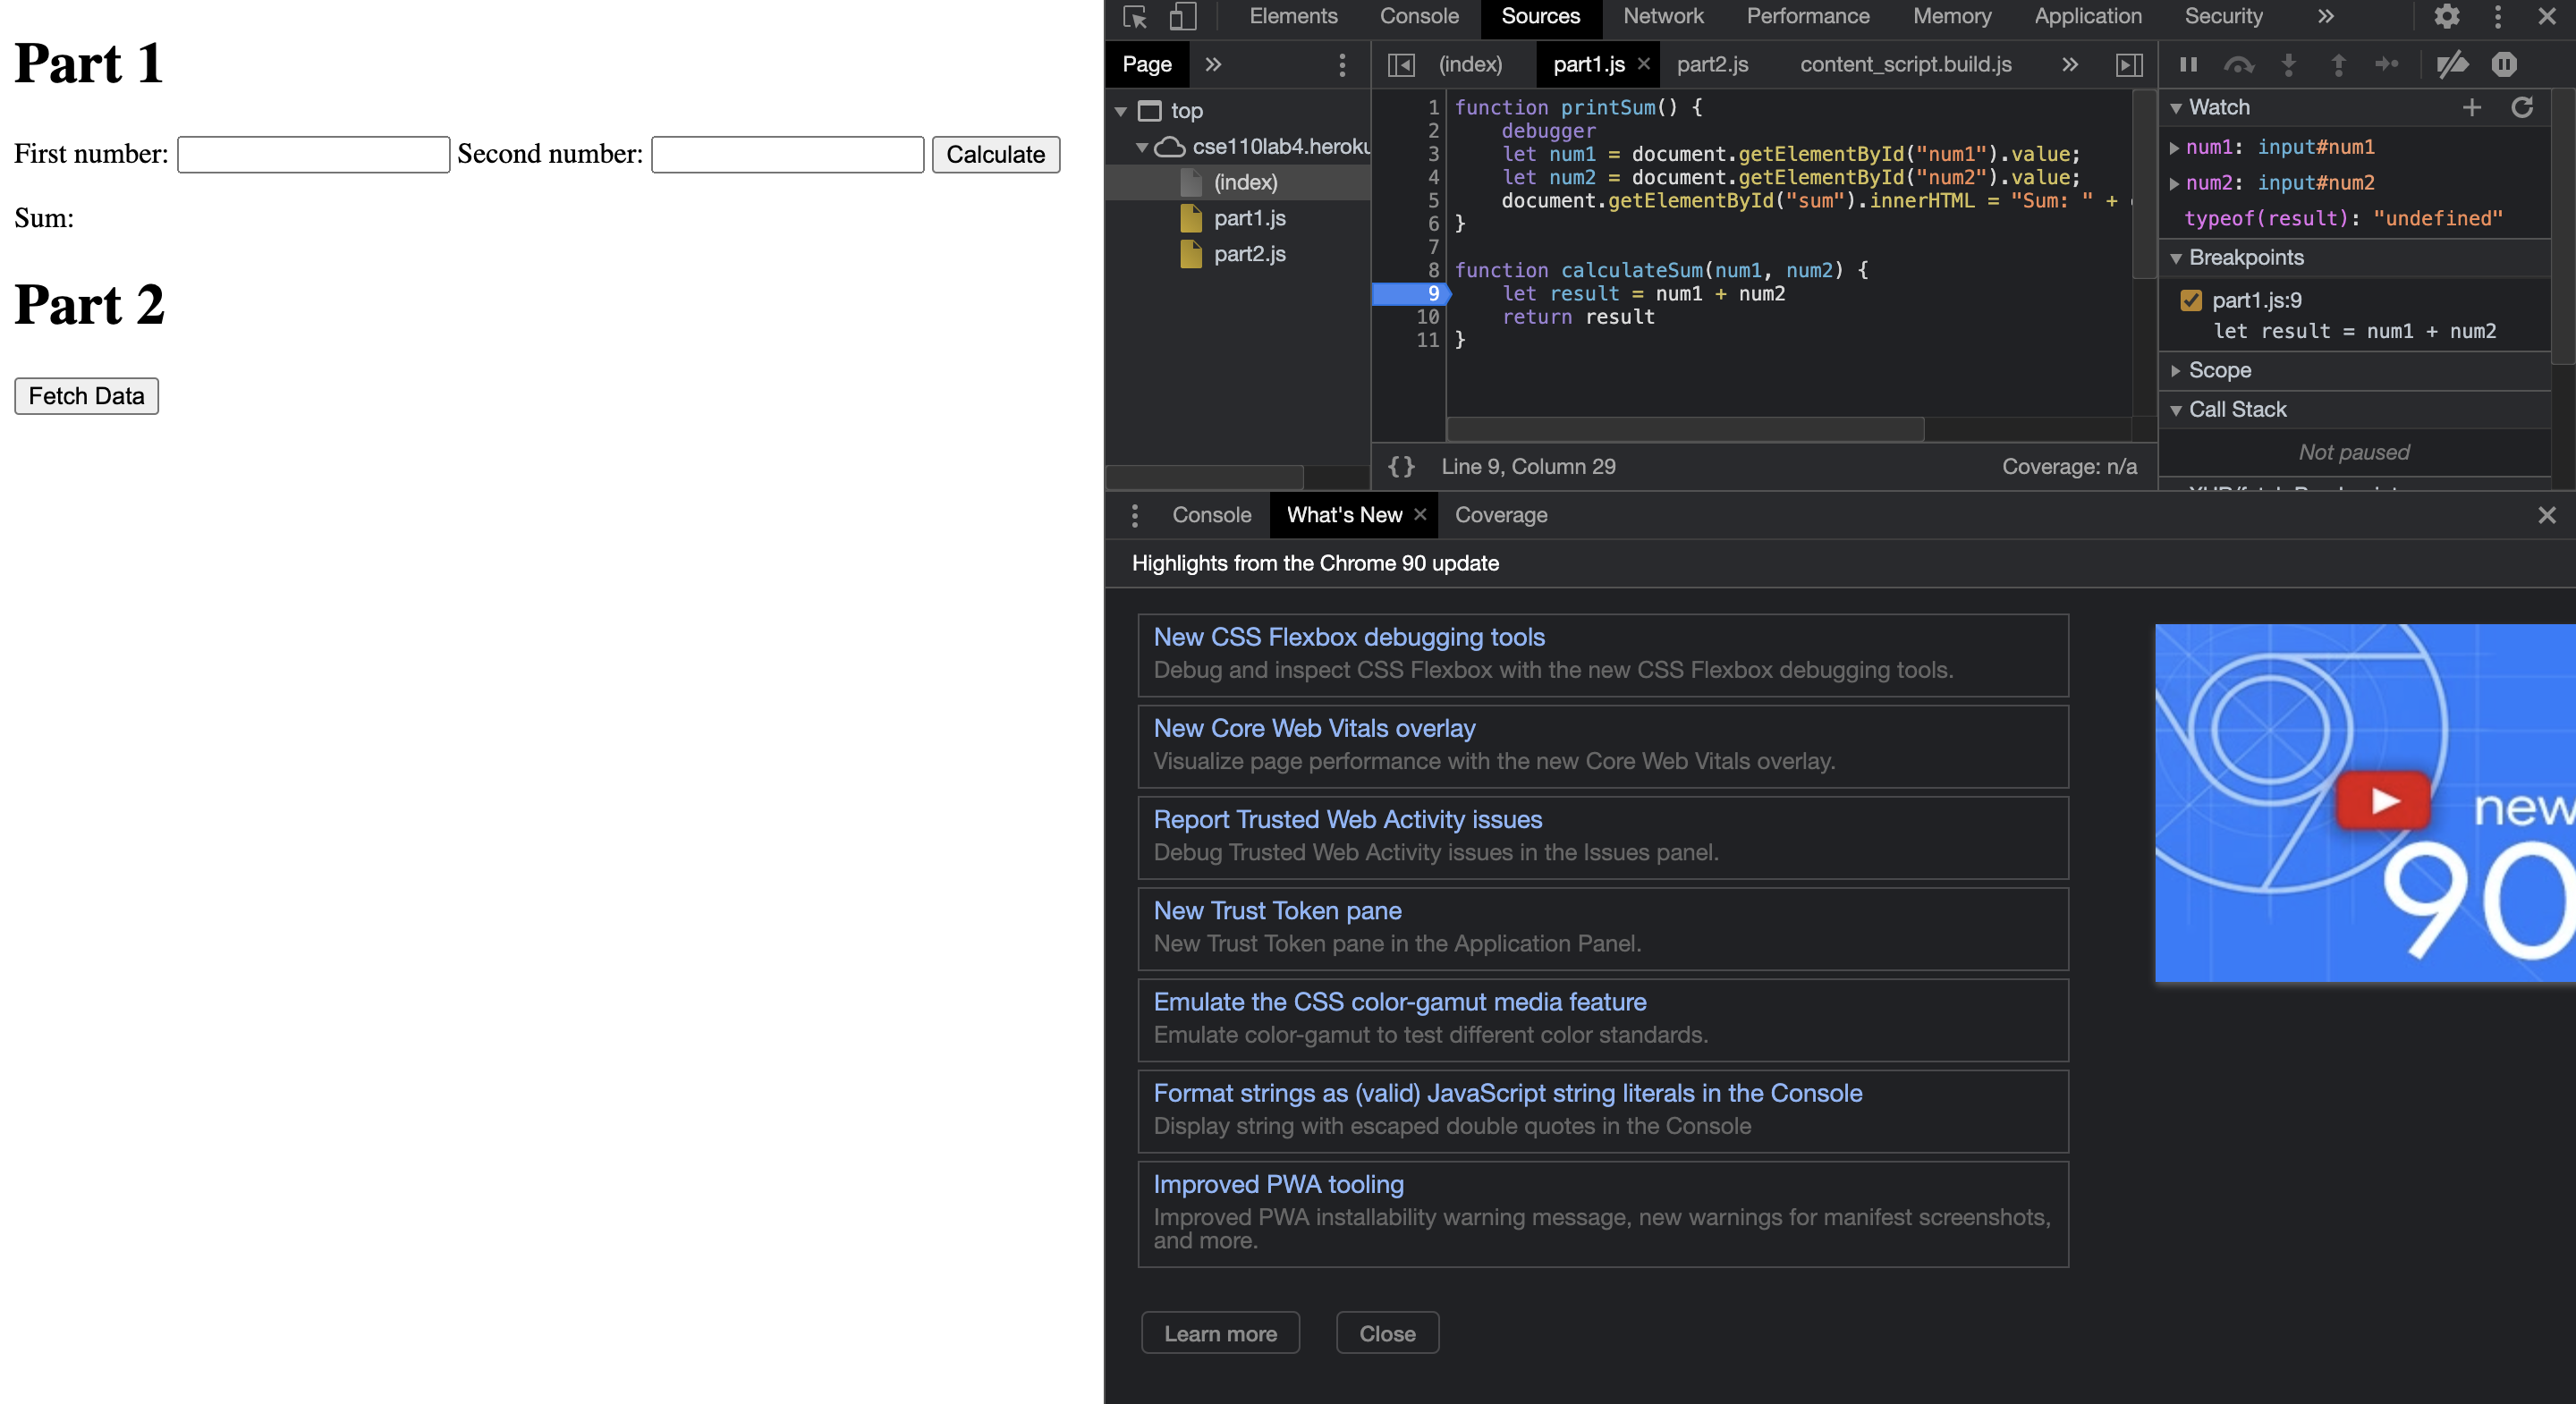 Part 1
First number: Second number: Calculate
Sum:
Part 2
Fetch Data
Elements Console Sources Network Performance Memory Application Security »
Page »
(index) part1.js × part2.js content_script.build.js »
top
cse110lab4.heroku
(index)
part1.js
part2.js
1 function printSum() {
2 debugger
3 let num1 = document.getElementById("num1").value;
4 let num2 = document.getElementById("num2").value;
5 document.getElementById("sum").innerHTML = "Sum: " +
6 }
7
8 function calculateSum(num1, num2) {
9 let result = num1 + num2
10 return result
11 }
{} Line 9, Column 29 Coverage: n/a
Watch
num1: input#num1
num2: input#num2
typeof(result): "undefined"
Breakpoints
part1.js:9
let result = num1 + num2
Scope
Call Stack
Not paused
Console What's New × Coverage
Highlights from the Chrome 90 update
New CSS Flexbox debugging tools
Debug and inspect CSS Flexbox with the new CSS Flexbox debugging tools.
New Core Web Vitals overlay
Visualize page performance with the new Core Web Vitals overlay.
Report Trusted Web Activity issues
Debug Trusted Web Activity issues in the Issues panel.
New Trust Token pane
New Trust Token pane in the Application Panel.
Emulate the CSS color-gamut media feature
Emulate color-gamut to test different color standards.
Format strings as (valid) JavaScript string literals in the Console
Display string with escaped double quotes in the Console
Improved PWA tooling
Improved PWA installability warning message, new warnings for manifest screenshots,
and more.
Learn more Close
new
90